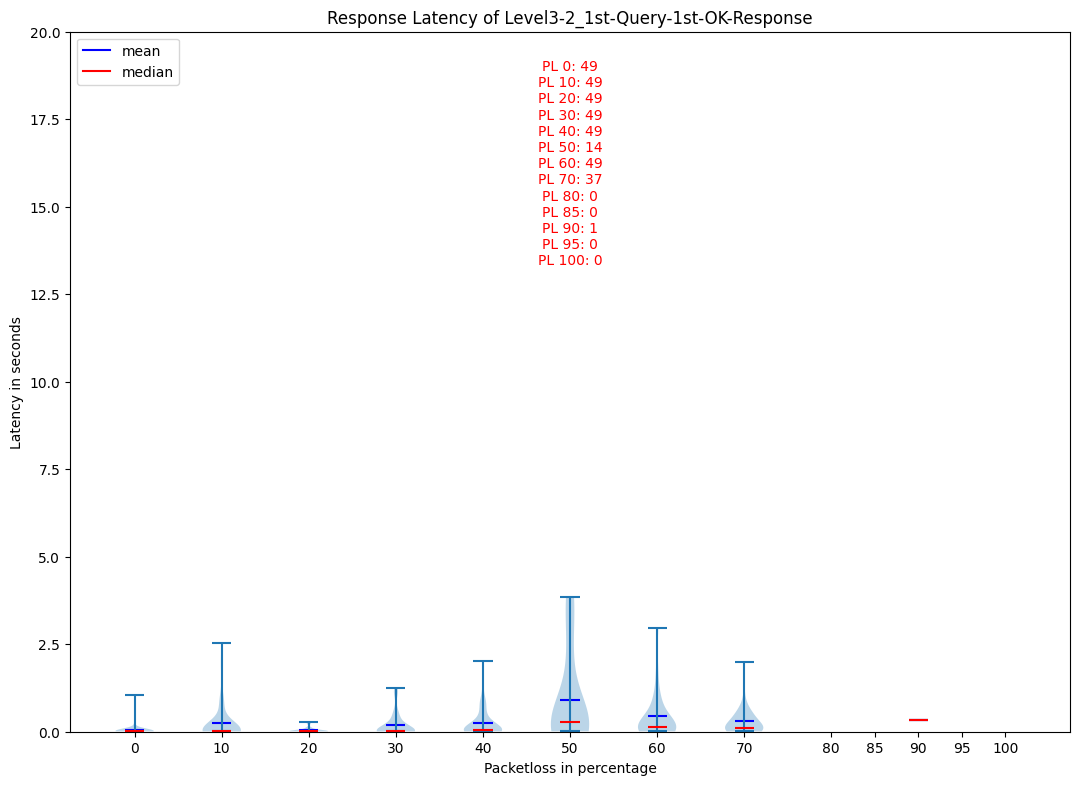 Response Latency of Level3-2_1st-Query-1st-OK-Response
20.0
17.5
15.0
12.5
10.0
7.5
5.0
2.5
0.0
Latency in seconds
mean
median
PL 0: 49
PL 10: 49
PL 20: 49
PL 30: 49
PL 40: 49
PL 50: 14
PL 60: 49
PL 70: 37
PL 80: 0
PL 85: 0
PL 90: 1
PL 95: 0
PL 100: 0
0 10 20 30 40 50 60 70 80 85 90 95 100
Packetloss in percentage